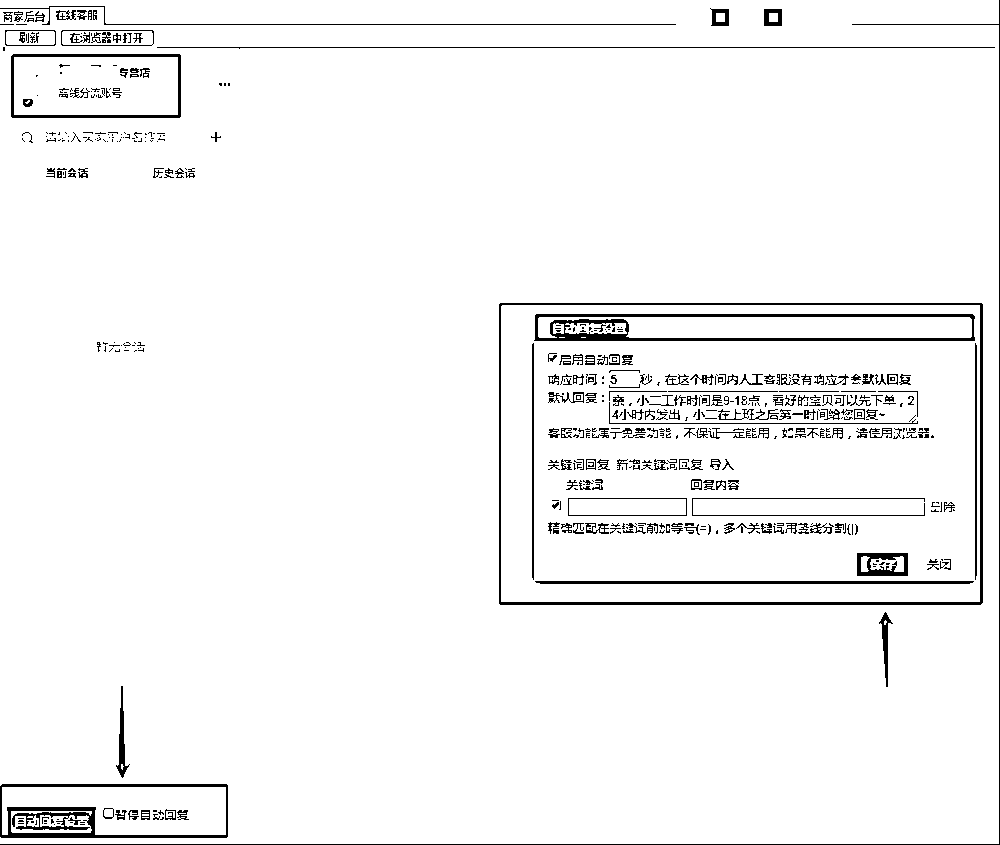 商家后台 在线客服
刷新 在浏览器中打开
专营店
离线分流账号
请输入买家用户名搜索
当前会话 历史会话
暂无会话
自动回复设置
启用自动回复
响应时间：5秒，在这个时间内人工客服没有响应才会默认回复
默认回复：亲，小二工作时间是9-18点，看好的宝贝可以先下单，2
4小时内发出，小二在上班之后第一时间给您回复~
客服功能属于免费功能，不保证一定能用，如果不能用，请使用浏览器。
关键词回复 新增关键词回复 导入
关键词 回复内容
删除
精确匹配在关键词前加等号(=)，多个关键词用竖线分割(|)
保存 关闭
自动回复设置 暂停自动回复